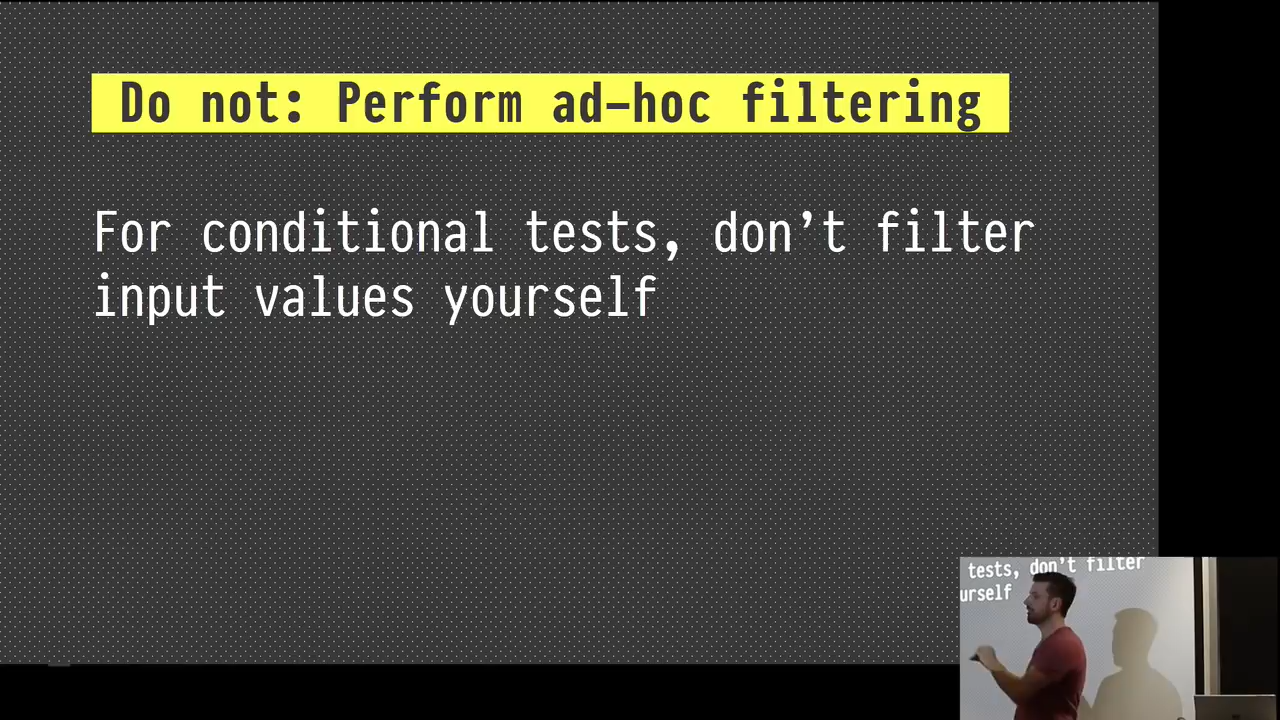 Do not: Perform ad-hoc filtering
For conditional tests, don’t filter
input values yourself
tests, don’t filter
urself